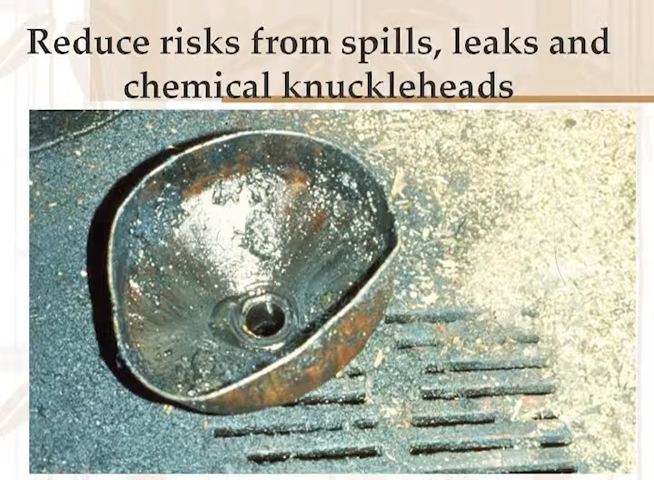 Reduce risks from spills, leaks and
chemical knuckleheads